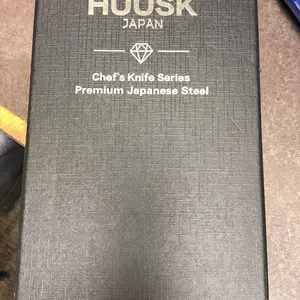 HUUSK
JAPAN
Chef's Knife Series
Premium Japanese Steel